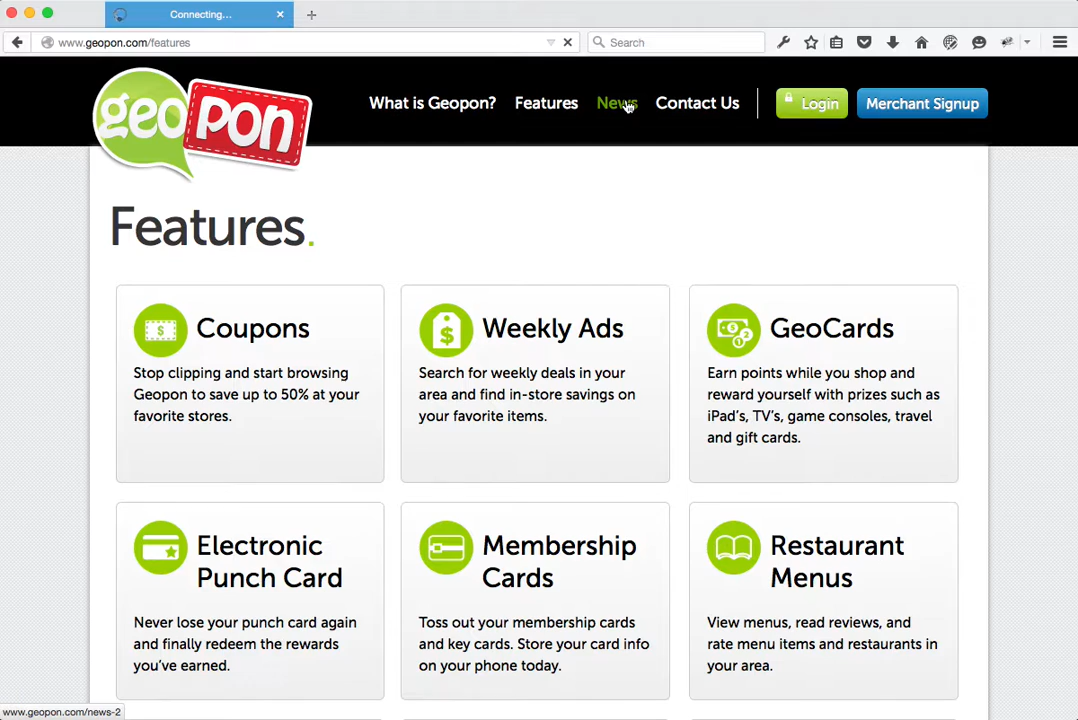 Connecting...
www.geopon.com/features
Search
geo pon
What is Geopon?
Features
News
Contact Us
Login
Merchant Signup
Features.
Coupons
Stop clipping and start browsing
Geopon to save up to 50% at your
favorite stores.
Weekly Ads
Search for weekly deals in your
area and find in-store savings on
your favorite items.
GeoCards
Earn points while you shop and
reward yourself with prizes such as
iPad's, TV's, game consoles, travel
and gift cards.
Electronic
Punch Card
Never lose your punch card again
and finally redeem the rewards
you've earned.
Membership
Cards
Toss out your membership cards
and key cards. Store your card info
on your phone today.
Restaurant
Menus
View menus, read reviews, and
rate menu items and restaurants in
your area.
www.geopon.com/news-2